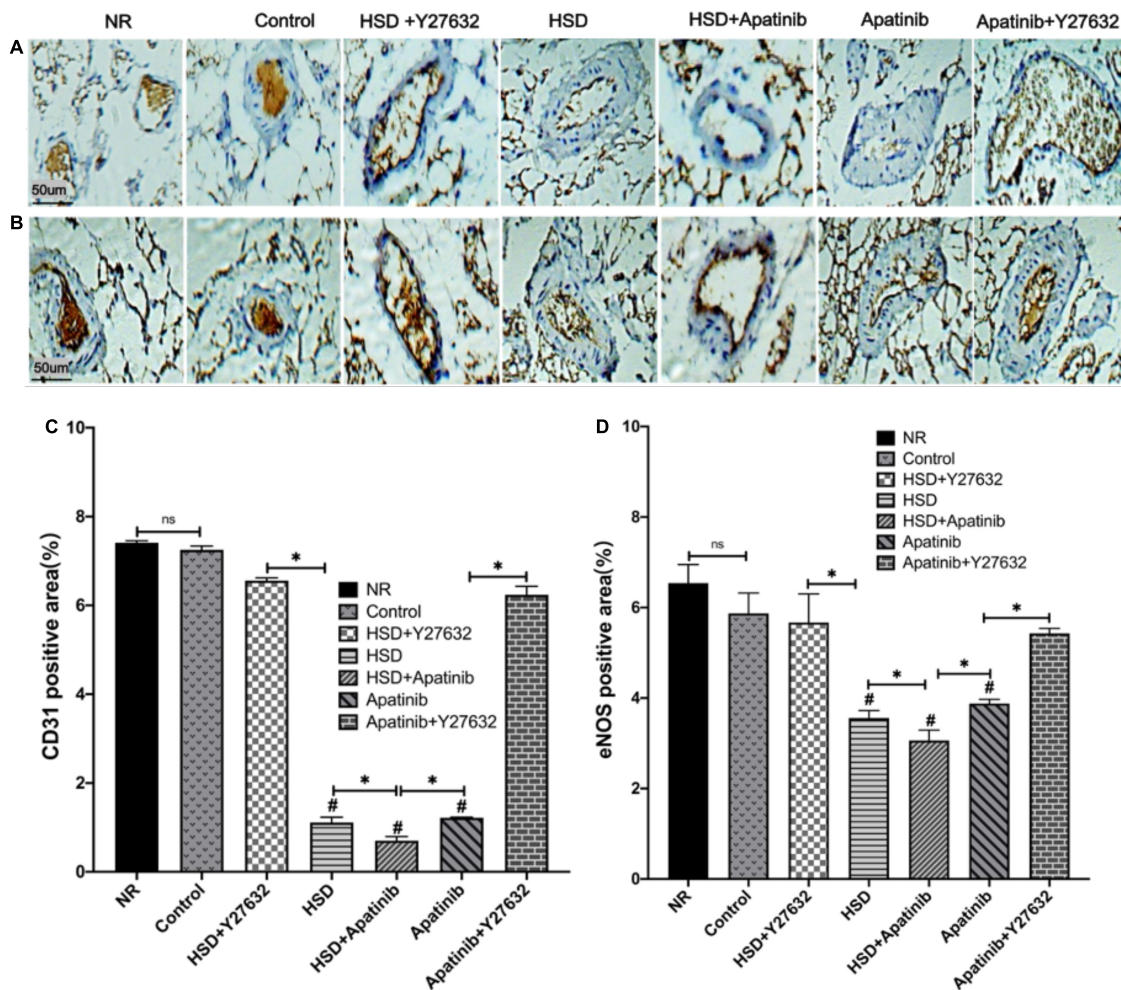 NR Control HSD +Y27632 HSD HSD+Apatinib Apatinib Apatinib+Y27632
A
50um
B
50um
C
10
8
6
4
2
0
CD31 positive area(%)
ns
*
*
*
*
#
#
#
NR
Control
HSD+Y27632
HSD
HSD+Apatinib
Apatinib
Apatinib+Y27632
NR
Control
HSD+Y27632
HSD
HSD+Apatinib
Apatinib
Apatinib+Y27632
D
10
8
6
4
2
0
eNOS positive area(%)
ns
*
*
*
*
#
#
#
NR
Control
HSD+Y27632
HSD
HSD+Apatinib
Apatinib
Apatinib+Y27632
NR
Control
HSD+Y27632
HSD
HSD+Apatinib
Apatinib
Apatinib+Y27632